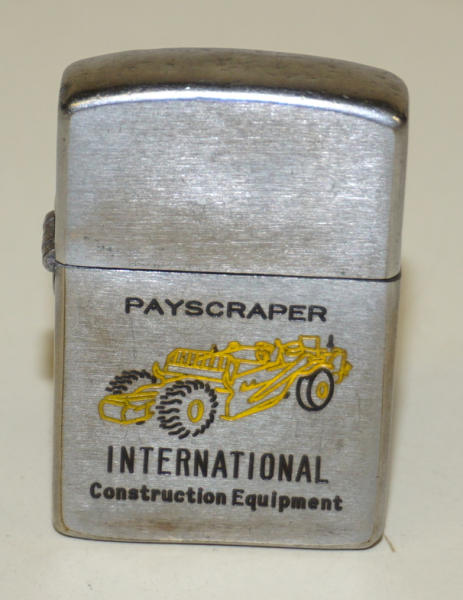 PAYSCRAPER
INTERNATIONAL
Construction Equipment